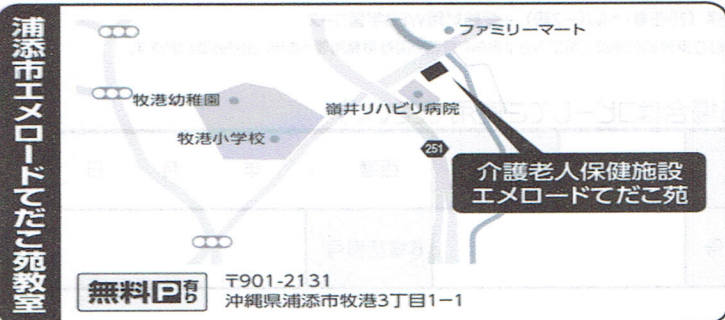 浦添市エメロードてだこ苑教室
ファミリーマート
牧港幼稚園
嶺井リハビリ病院
牧港小学校
251
介護老人保健施設
エメロードてだこ苑
無料P有り
〒901-2131
沖縄県浦添市牧港3丁目1-1